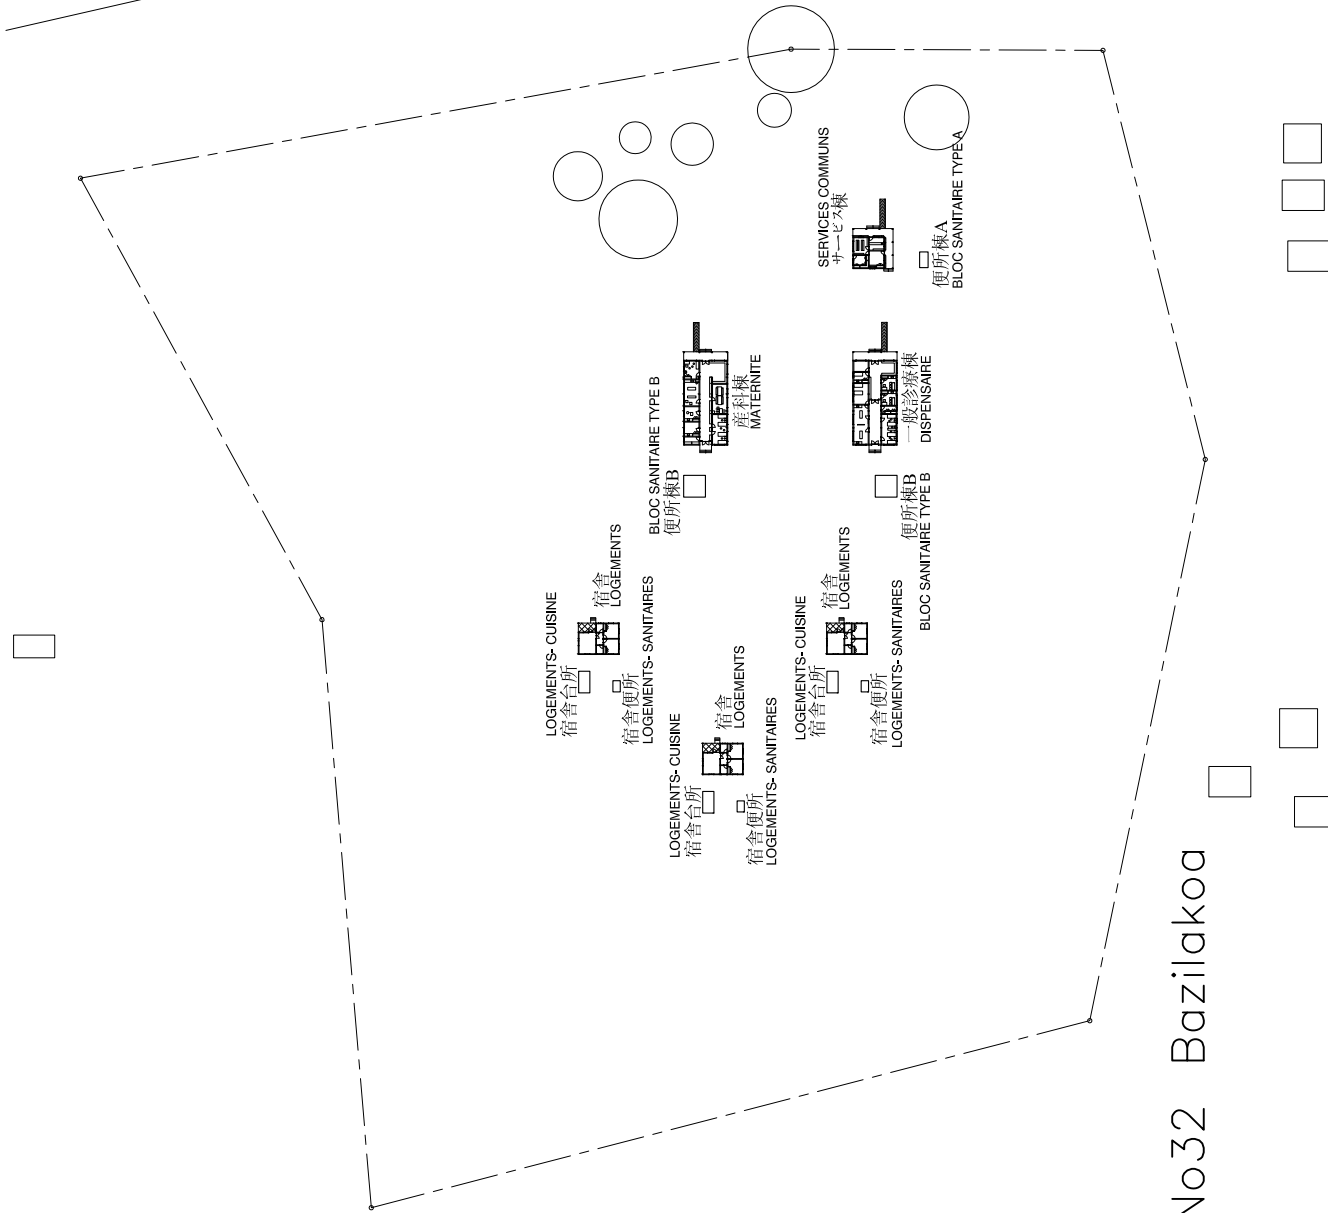 SERVICES COMMUNS
サービス棟
便所棟A
BLOC SANITAIRE TYPE A
産科棟
MATERNITE
一般診療棟
DISPENSAIRE
BLOC SANITAIRE TYPE B
便所棟B
便所棟B
BLOC SANITAIRE TYPE B
宿舎
LOGEMENTS
LOGEMENTS- CUISINE
宿舎台所
宿舎便所
LOGEMENTS- SANITAIRES
宿舎
LOGEMENTS
LOGEMENTS- CUISINE
宿舎台所
宿舎便所
LOGEMENTS- SANITAIRES
宿舎
LOGEMENTS
LOGEMENTS- CUISINE
宿舎台所
宿舎便所
LOGEMENTS- SANITAIRES
No32 Bazilakoa